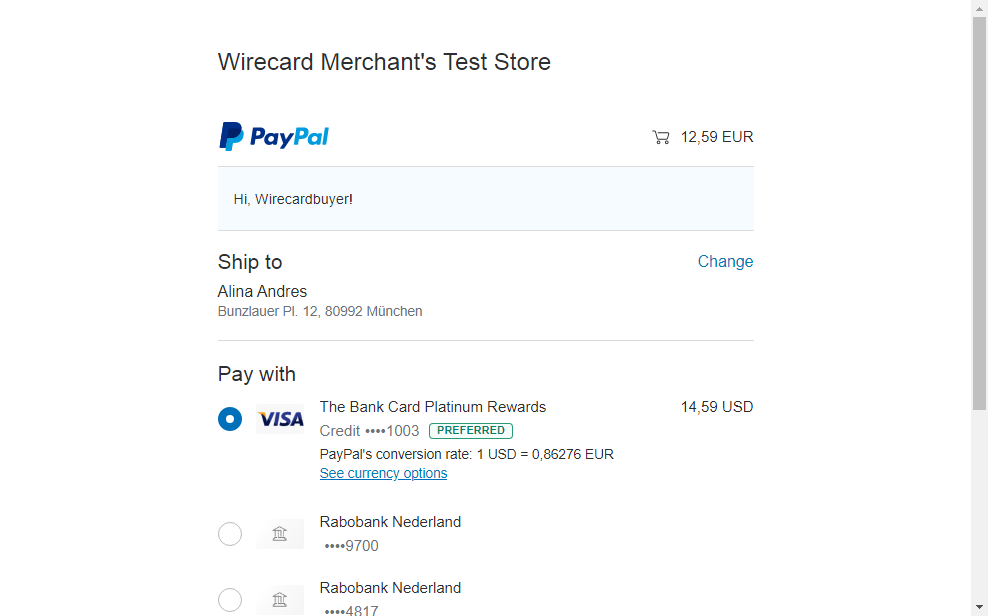 Wirecard Merchant's Test Store
PayPal 12,59 EUR
Hi, Wirecardbuyer!
Ship to Change
Alina Andres
Bunzlauer Pl. 12, 80992 München
Pay with
VISA The Bank Card Platinum Rewards 14,59 USD
Credit ••••1003 PREFERRED
PayPal's conversion rate: 1 USD = 0,86276 EUR
See currency options
Rabobank Nederland
••••9700
Rabobank Nederland
••••4817